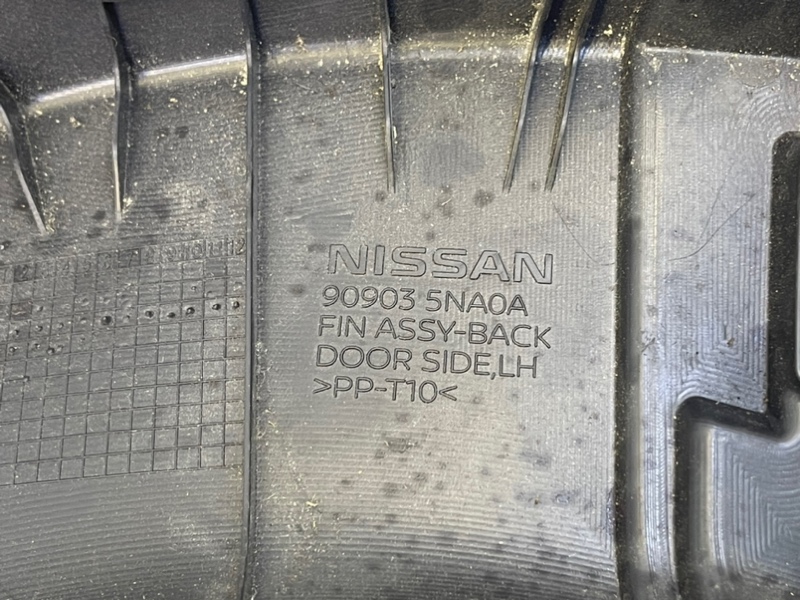 NISSAN
90903 5NA0A
FIN ASSY-BACK
DOOR SIDE,LH
>PP-T10<